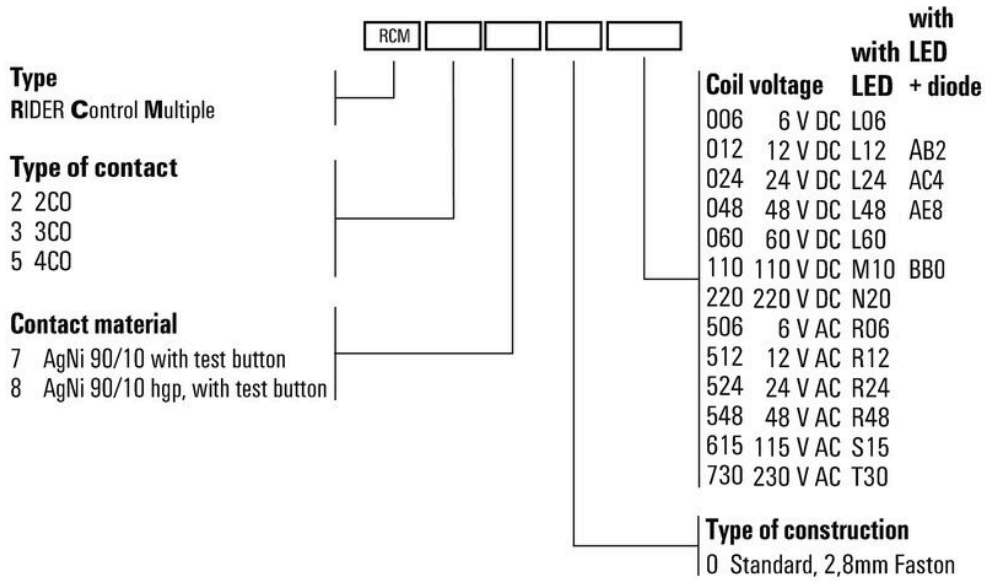 RCM
Type
RIDER Control Multiple
Type of contact
2 2CO
3 3CO
5 4CO
Contact material
7 AgNi 90/10 with test button
8 AgNi 90/10 hgp, with test button
with
with LED
Coil voltage LED + diode
006 6 V DC L06
012 12 V DC L12 AB2
024 24 V DC L24 AC4
048 48 V DC L48 AE8
060 60 V DC L60
110 110 V DC M10 BB0
220 220 V DC N20
506 6 V AC R06
512 12 V AC R12
524 24 V AC R24
548 48 V AC R48
615 115 V AC S15
730 230 V AC T30
Type of construction
0 Standard, 2,8mm Faston